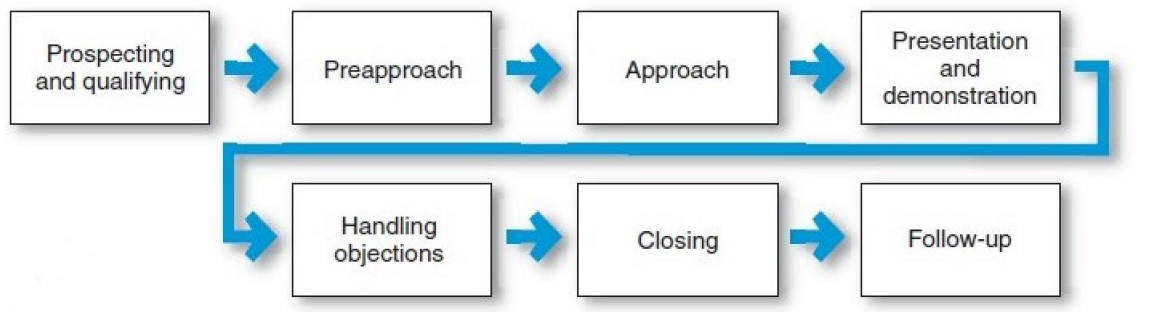 Prospecting
and qualifying
Preapproach
Approach
Presentation
and
demonstration
Handling
objections
Closing
Follow-up